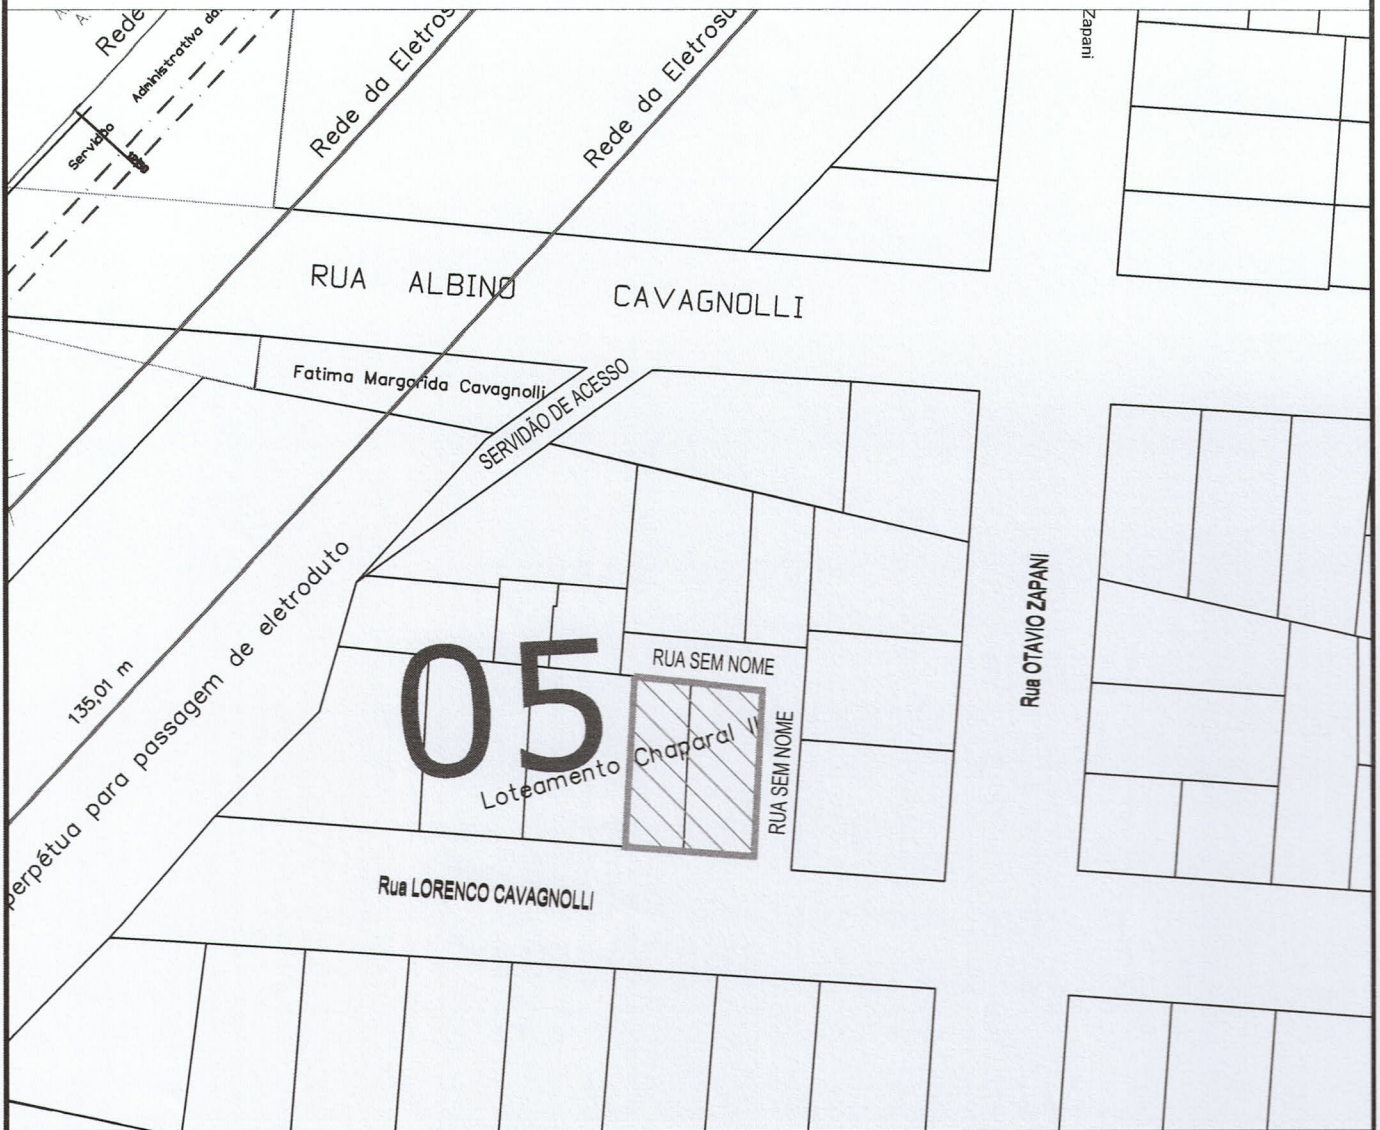 Rede
Administrativa da
Servidão
Rede da Eletros
Rede da Eletrosu
Zapani
RUA ALBINO CAVAGNOLLI
Fatima Margarida Cavagnolli
SERVIDÃO DE ACESSO
135,01 m
perpétua para passagem de eletroduto
05
Loteamento Chaparal II
RUA SEM NOME
RUA SEM NOME
Rua OTAVIO ZAPANI
Rua LORENCO CAVAGNOLLI